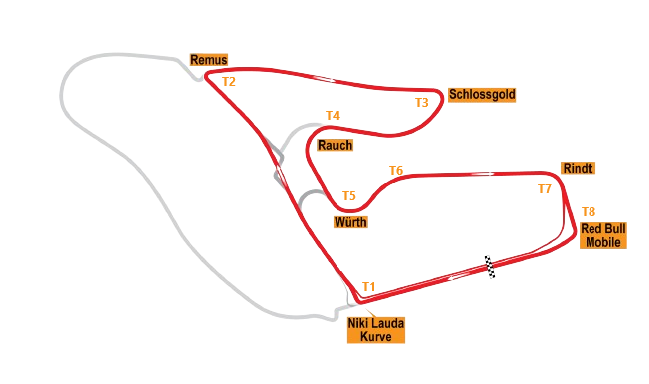 Remus
T2
T3
Schlossgold
T4
Rauch
T6
Rindt
T7
T5
Würth
T8
Red Bull
Mobile
T1
Niki Lauda
Kurve